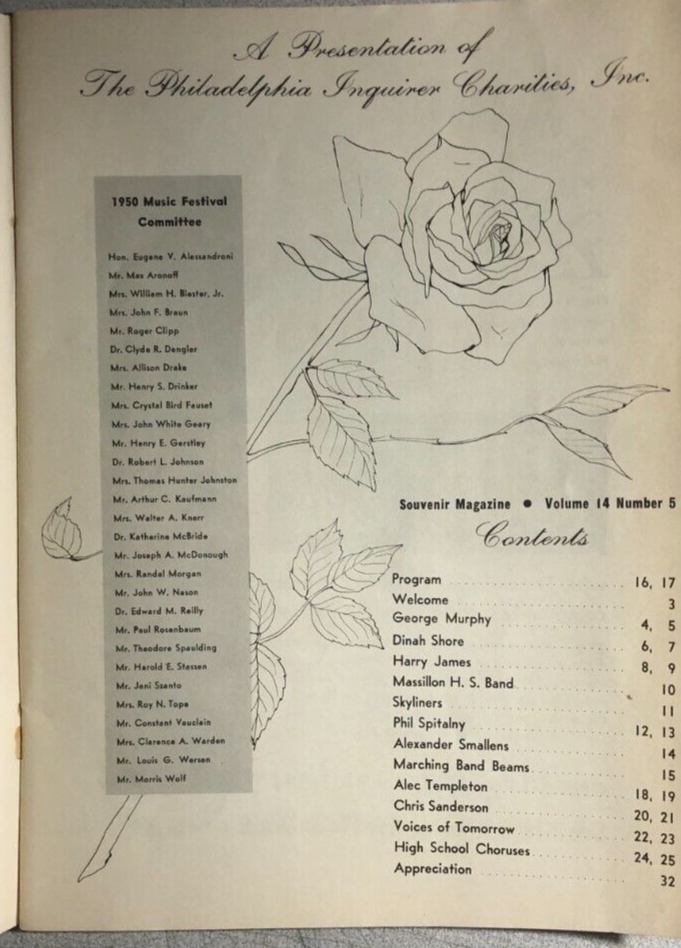 A Presentation of
The Philadelphia Inquirer Charities, Inc.
1950 Music Festival
Committee
Hon. Eugene V. Alessandroni
Mr. Max Aronoff
Mrs. William H. Biester, Jr.
Mrs. John F. Braun
Mr. Roger Clipp
Dr. Clyde R. Dengler
Mrs. Allison Drake
Mr. Henry S. Drinker
Mrs. Crystal Bird Fauset
Mrs. John White Geary
Mr. Henry E. Gerstley
Dr. Robert L. Johnson
Mrs. Thomas Hunter Johnston
Mr. Arthur C. Kaufmann
Mrs. Walter A. Knerr
Dr. Katharine McBride
Mr. Joseph A. McDonough
Mrs. Randal Morgan
Mr. John W. Nason
Dr. Edward M. Reilly
Mr. Paul Rosenbaum
Mr. Theodore Spaulding
Mr. Harold E. Stassen
Mr. Jani Szanto
Mrs. Roy N. Tope
Mr. Constant Vauclain
Mrs. Clarence A. Warden
Mr. Louis G. Wersen
Mr. Morris Wolf
Souvenir Magazine ● Volume 14 Number 5
Contents
Program 16, 17
Welcome 3
George Murphy 4, 5
Dinah Shore 6, 7
Harry James 8, 9
Massillon H. S. Band 10
Skyliners 11
Phil Spitalny 12, 13
Alexander Smallens 14
Marching Band Beams 15
Alec Templeton 18, 19
Chris Sanderson 20, 21
Voices of Tomorrow 22, 23
High School Choruses 24, 25
Appreciation 32